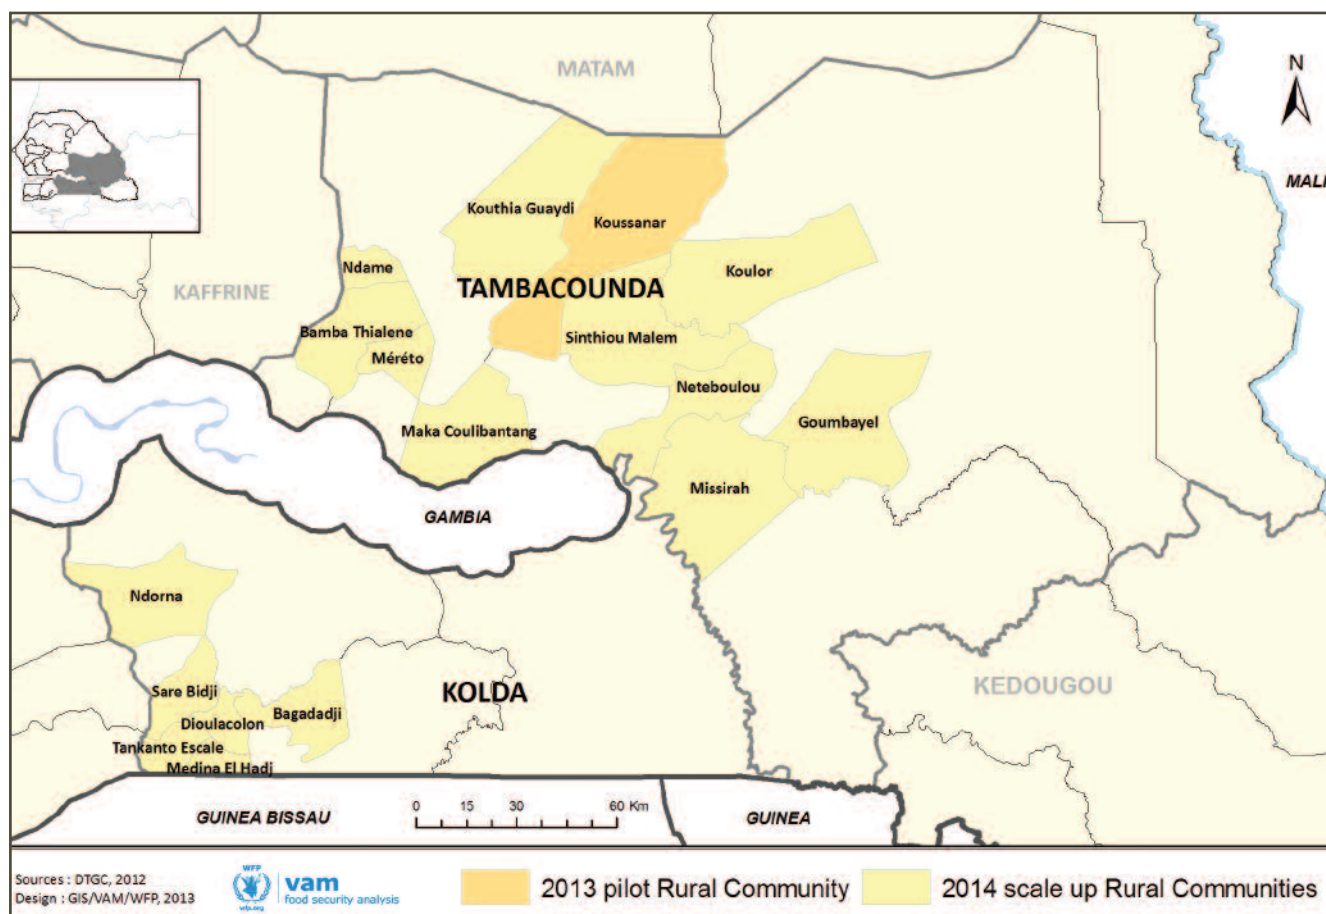 MATAM
N
MALI
Kouthia Guaydi
Koussanar
Ndame
Koulor
KAFFRINE
TAMBACOUNDA
Bamba Thialene
Sinthiou Malem
Méréto
Neteboulou
Goumbayel
Maka Coulibantang
Missirah
GAMBIA
Ndorna
Sare Bidji
KOLDA
KEDOUGOU
Bagadadji
Dioulacolon
Tankanto Escale
Medina El Hadj
0 15 30 60 Km
GUINEA BISSAU
GUINEA
Sources : DTGC, 2012
Design : GIS/VAM/WFP, 2013
WFP
wfp.org
vam
food security analysis
2013 pilot Rural Community
2014 scale up Rural Communities